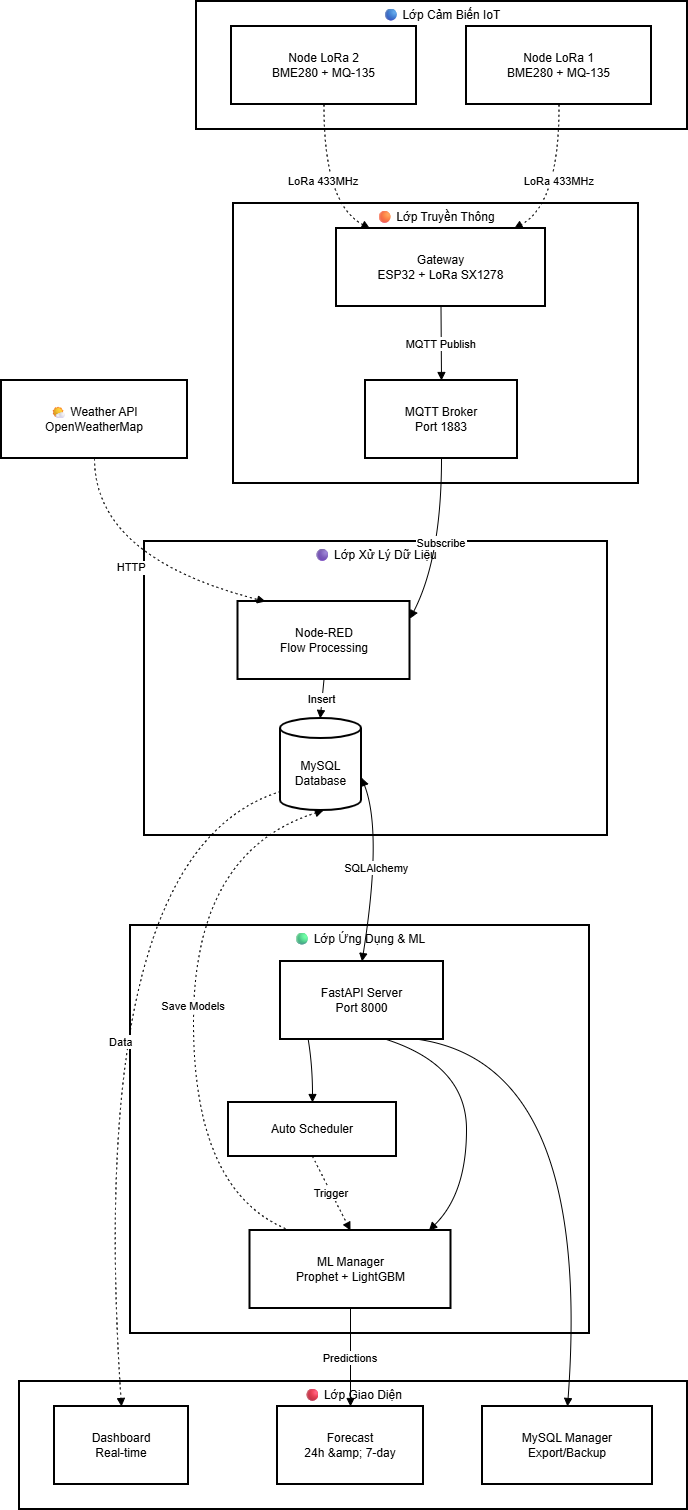 Lớp Cảm Biến IoT
Node LoRa 2
BME280 + MQ-135
Node LoRa 1
BME280 + MQ-135
LoRa 433MHz
LoRa 433MHz
Lớp Truyền Thông
Gateway
ESP32 + LoRa SX1278
MQTT Publish
Weather API
OpenWeatherMap
MQTT Broker
Port 1883
Subscribe
Lớp Xử Lý Dữ Liệu
HTTP
Node-RED
Flow Processing
Insert
MySQL
Database
SQLAlchemy
Lớp Ứng Dụng & ML
FastAPI Server
Port 8000
Save Models
Data
Auto Scheduler
Trigger
ML Manager
Prophet + LightGBM
Predictions
Lớp Giao Diện
Dashboard
Real-time
Forecast
24h &amp; 7-day
MySQL Manager
Export/Backup